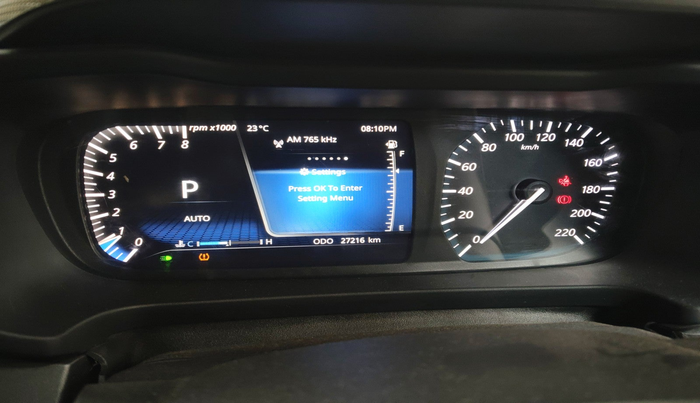 rpm x1000 23 °C 08:10PM
8
7
6
5
4
3
2
1
0
AM 765 kHz
F
Settings
Press OK To Enter
Setting Menu
P
AUTO
C H
ODO 27216 km
E
0
20
40
60
80
100
120
140
160
180
200
220
km/h